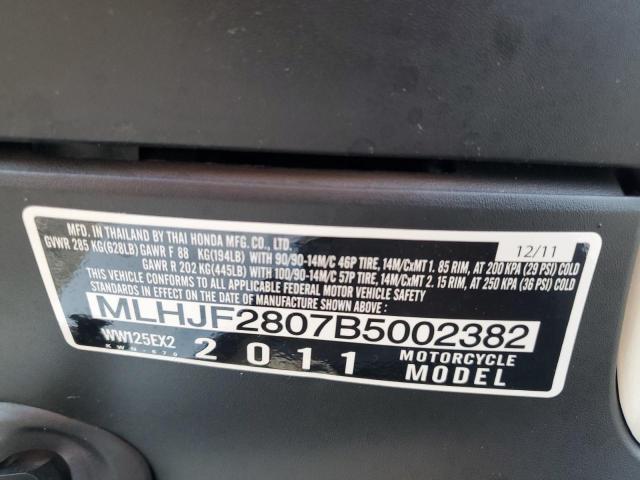 MFD. IN THAILAND BY THAI HONDA MFG. CO., LTD. 12/11
GVWR 285 KG(628LB) GAWR F 88 KG(194LB) WITH 90/90-14M/C 46P TIRE, 14M/CxMT 1. 85 RIM, AT 200 KPA (29 PSI) COLD
GAWR R 202 KG(445LB) WITH 100/90-14M/C 57P TIRE, 14M/CxMT 2. 15 RIM, AT 250 KPA (36 PSI) COLD
THIS VEHICLE CONFORMS TO ALL APPLICABLE FEDERAL MOTOR VEHICLE SAFETY
STANDARDS IN EFFECT ON THE DATE OF MANUFACTURE SHOWN ABOVE.
MLHJF2807B5002382
WW125EX2 2011 MOTORCYCLE
KWN-670 MODEL